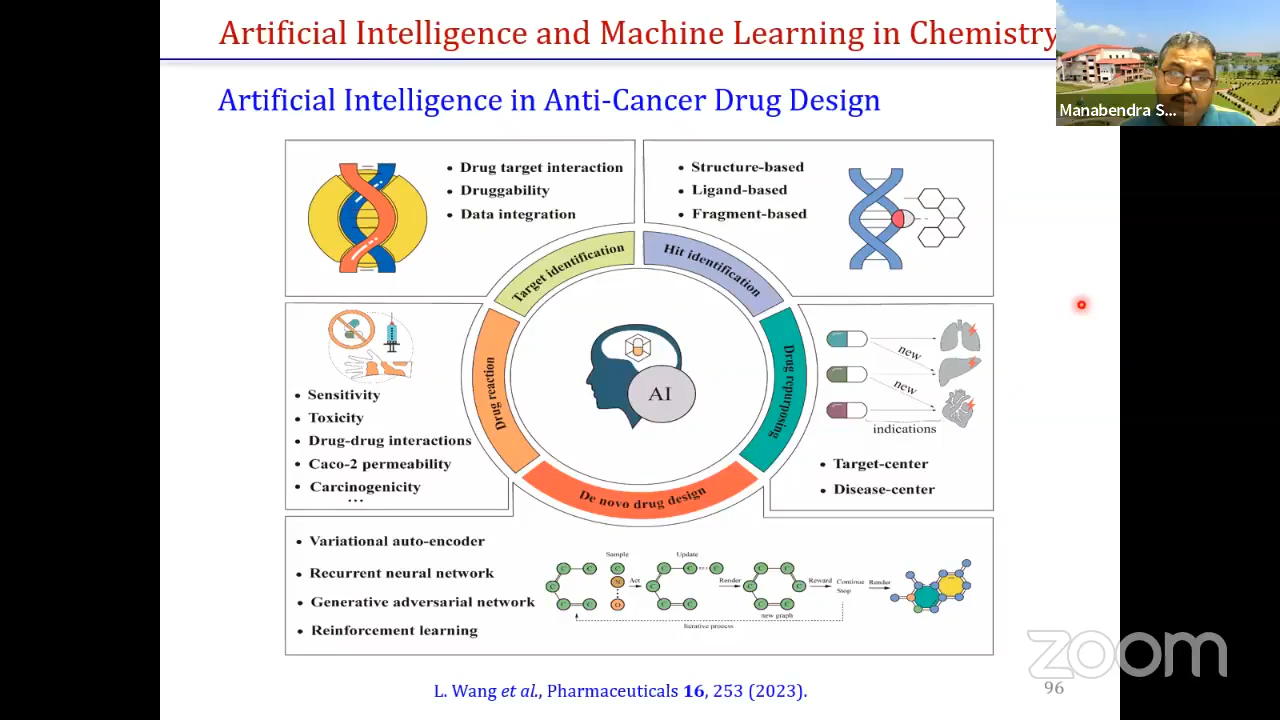 Artificial Intelligence and Machine Learning in Chemistry
Manabendra S...
Artificial Intelligence in Anti-Cancer Drug Design
• Drug target interaction
• Druggability
• Data integration
• Structure-based
• Ligand-based
• Fragment-based
Target identification
Hit identification
Drug reaction
Drug repurposing
De novo drug design
AI
• Sensitivity
• Toxicity
• Drug-drug interactions
• Caco-2 permeability
• Carcinogenicity
...
new
new
indications
• Target-center
• Disease-center
• Variational auto-encoder
• Recurrent neural network
• Generative adversarial network
• Reinforcement learning
Sample
Update
C C C C C C
C C C C C N
C C C C C C
O
Act
Render
Reward
Continue
Stop
Render
new graph
Iterative process
L. Wang et al., Pharmaceuticals 16, 253 (2023).
zoom
96